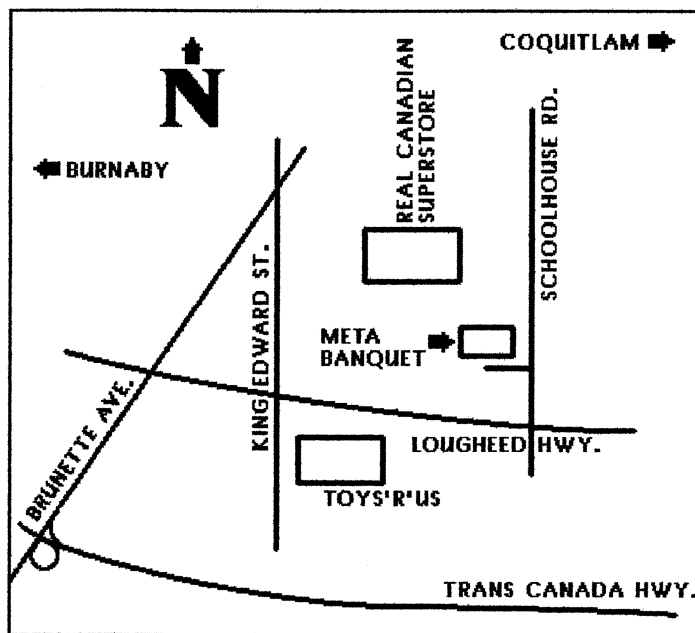 COQUITLAM
N
BURNABY
REAL CANADIAN
SUPERSTORE
SCHOOLHOUSE RD.
KING EDWARD ST.
META
BANQUET
BRUNETTE AVE.
LOUGHEED HWY.
TOYS'R'US
TRANS CANADA HWY.